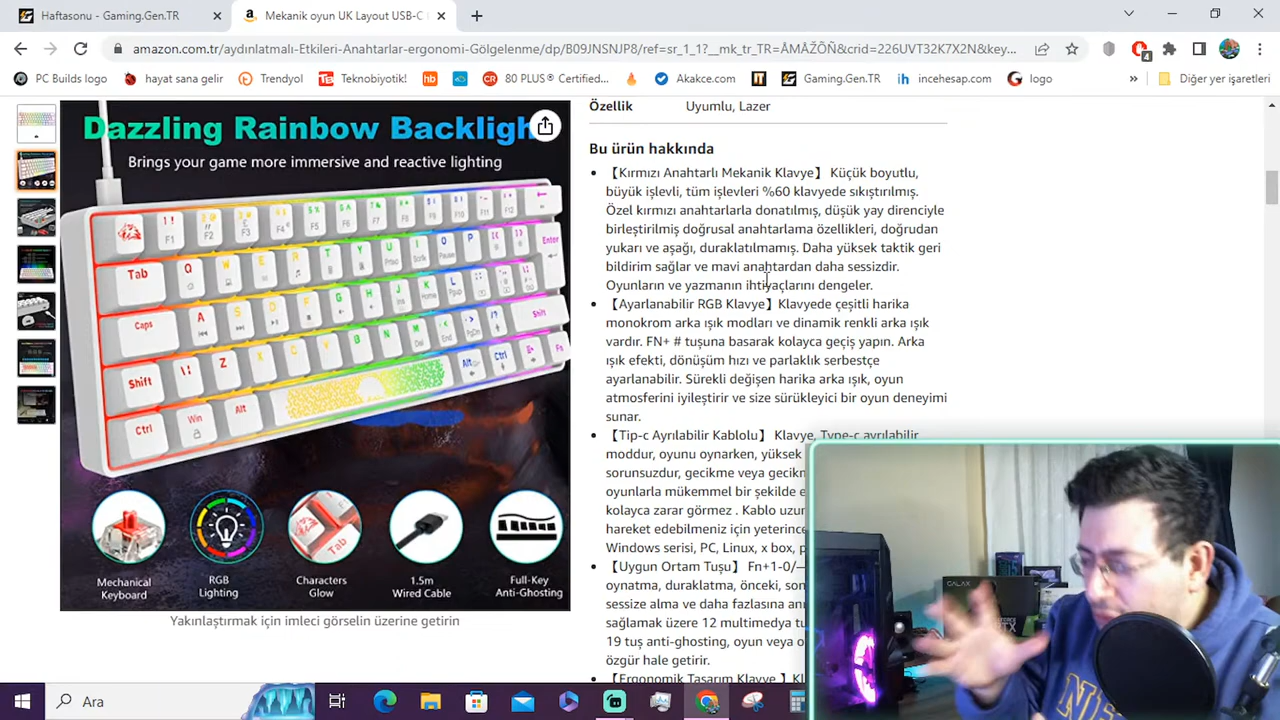 Haftasonu - Gaming.Gen.TR
Mekanik oyun UK Layout USB-C
amazon.com.tr/aydınlatmalı-Etkileri-Anahtarlar-ergonomi-Gölgelenme/dp/B09JNSNJP8/ref=sr_1_1?__mk_tr_TR=ÅMÅŽÕÑ&crid=226UVT32K7X2N&key...
PC Builds logo
hayat sana gelir
Trendyol
Teknobiyotik!
80 PLUS® Certified...
Akakce.com
Gaming.Gen.TR
incehesap.com
logo
Diğer yer işaretleri
Dazzling Rainbow Backligh
Brings your game more immersive and reactive lighting
Mechanical
Keyboard
RGB
Lighting
Characters
Glow
1.5m
Wired Cable
Full-Key
Anti-Ghosting
Yakınlaştırmak için imleci görselin üzerine getirin
Özellik Uyumlu, Lazer
Bu ürün hakkında
【Kırmızı Anahtarlı Mekanik Klavye】 Küçük boyutlu,
büyük işlevli, tüm işlevleri %60 klavyede sıkıştırılmış.
Özel kırmızı anahtarlarla donatılmış, düşük yay direnciyle
birleştirilmiş doğrusal anahtarlama özellikleri, doğrudan
yukarı ve aşağı, duraklatılmamış. Daha yüksek taktik geri
bildirim sağlar ve mavi anahtardan daha sessizdir.
Oyunların ve yazmanın ihtiyaçlarını dengeler.
【Ayarlanabilir RGB Klavye】Klavyede çeşitli harika
monokrom arka ışık modları ve dinamik renkli arka ışık
vardır. FN+ # tuşuna basarak kolayca geçiş yapın. Arka
ışık efekti, dönüşüm hızı ve parlaklık serbestçe
ayarlanabilir. Sürekli değişen harika arka ışık, oyun
atmosferini iyileştirir ve size sürükleyici bir oyun deneyimi
sunar.
【Tip-c Ayrılabilir Kablolu】 Klavye, Type-c ayrılabilir
moddur, oyunu oynarken, yüksek
sorunsuzdur, gecikme veya gecikm
oyunlarla mükemmel bir şekilde e
kolayca zarar görmez . Kablo uzun
hareket edebilmeniz için yeterince
Windows serisi, PC, Linux, x box, p
【Uygun Ortam Tuşu】 Fn+1-0/—
oynatma, duraklatma, önceki, son
sessize alma ve daha fazlasına anı
sağlamak üzere 12 multimedya tu
19 tuş anti-ghosting, oyun veya o
özgür hale getirir.
【Ergonomik Tasarım Klavye 】 Kl
GALAX
Ara